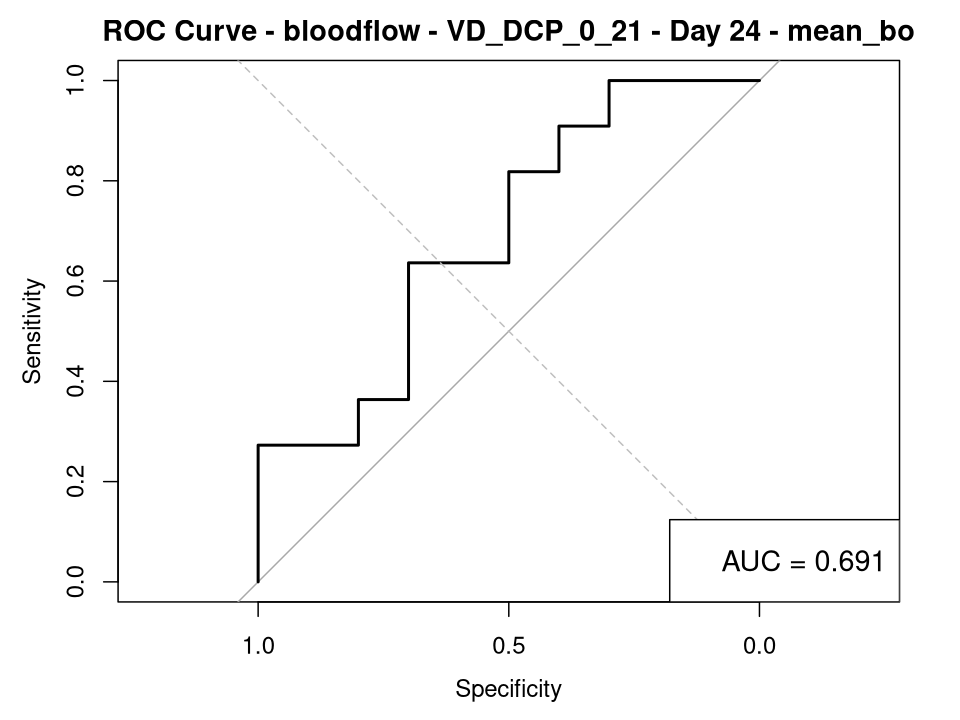 ROC Curve - bloodflow - VD_DCP_0_21 - Day 24 - mean_bo
1.0
0.8
0.6
0.4
0.2
0.0
Sensitivity
AUC = 0.691
1.0 0.5 0.0
Specificity